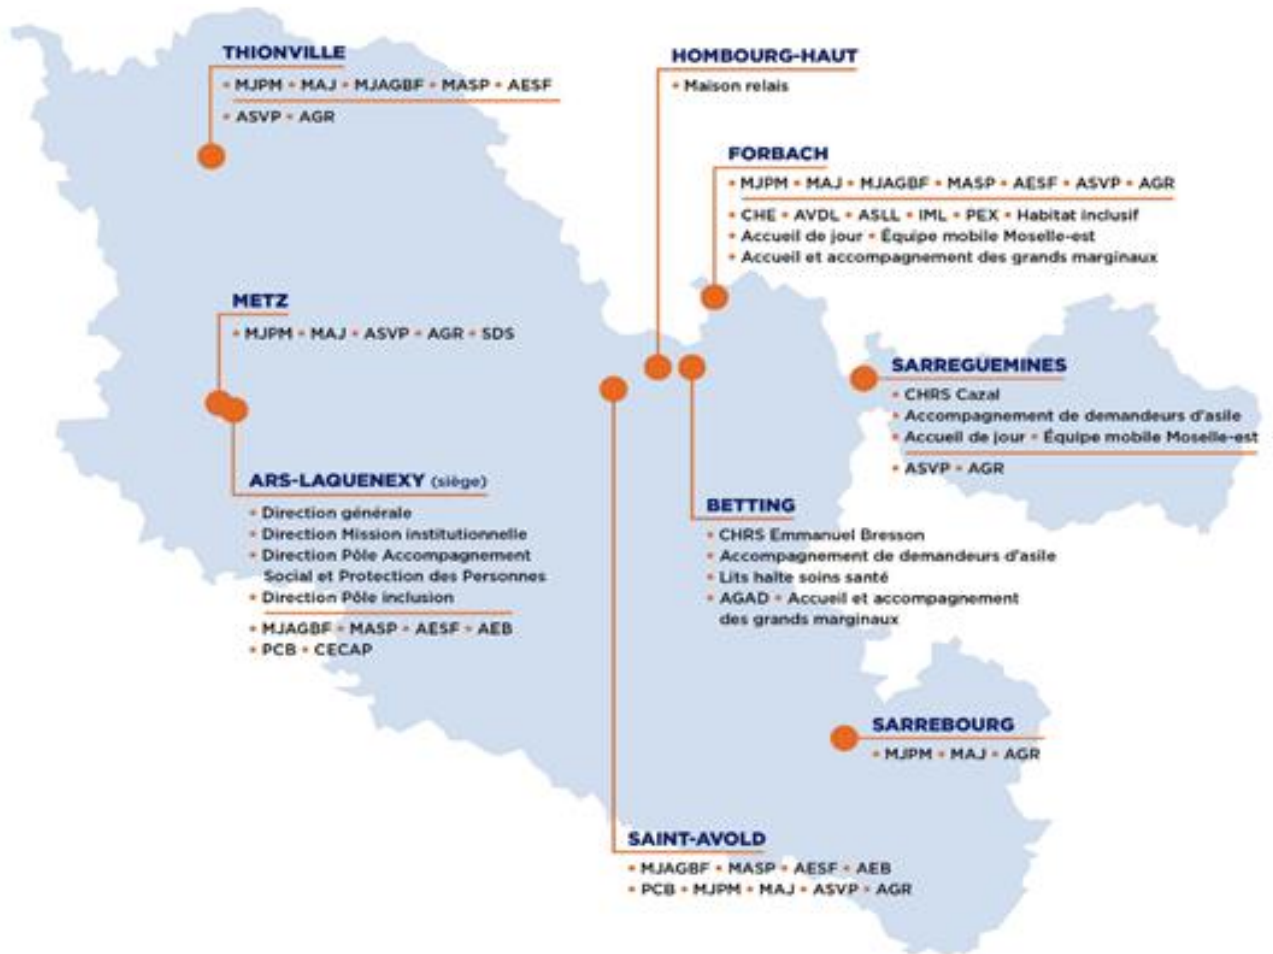 THIONVILLE
• MJPM • MAJ • MJAGBF • MASP • AESF
• ASVP • AGR
HOMBOURG-HAUT
• Maison relais
FORBACH
• MJPM • MAJ • MJAGBF • MASP • AESF • ASVP • AGR
• CHE • AVDL • ASLL • IML • PEX • Habitat inclusif
• Accueil de jour • Équipe mobile Moselle-est
• Accueil et accompagnement des grands marginaux
METZ
• MJPM • MAJ • ASVP • AGR • SDS
SARREGUEMINES
• CHRS Cazal
• Accompagnement de demandeurs d'asile
• Accueil de jour • Équipe mobile Moselle-est
• ASVP • AGR
ARS-LAQUENEXY (siège)
• Direction générale
• Direction Mission institutionnelle
• Direction Pôle Accompagnement
Social et Protection des Personnes
• Direction Pôle inclusion
• MJAGBF • MASP • AESF • AEB
• PCB • CECAP
BETTING
• CHRS Emmanuel Bresson
• Accompagnement de demandeurs d'asile
• Lits halte soins santé
• AGAD • Accueil et accompagnement
des grands marginaux
SARREBOURG
• MJPM • MAJ • AGR
SAINT-AVOLD
• MJAGBF • MASP • AESF • AEB
• PCB • MJPM • MAJ • ASVP • AGR